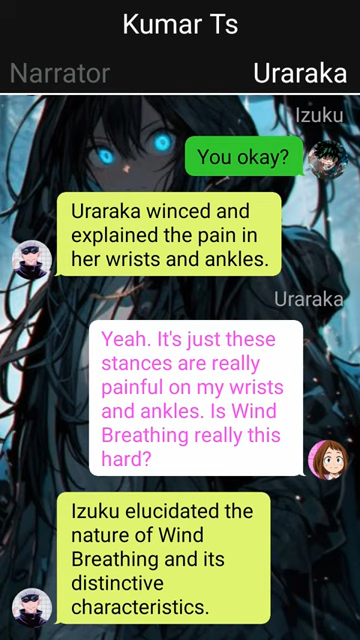 Kumar Ts
Narrator
Uraraka
Izuku
You okay?
Uraraka winced and
explained the pain in
her wrists and ankles.
Uraraka
Yeah. It's just these
stances are really
painful on my wrists
and ankles. Is Wind
Breathing really this
hard?
Izuku elucidated the
nature of Wind
Breathing and its
distinctive
characteristics.